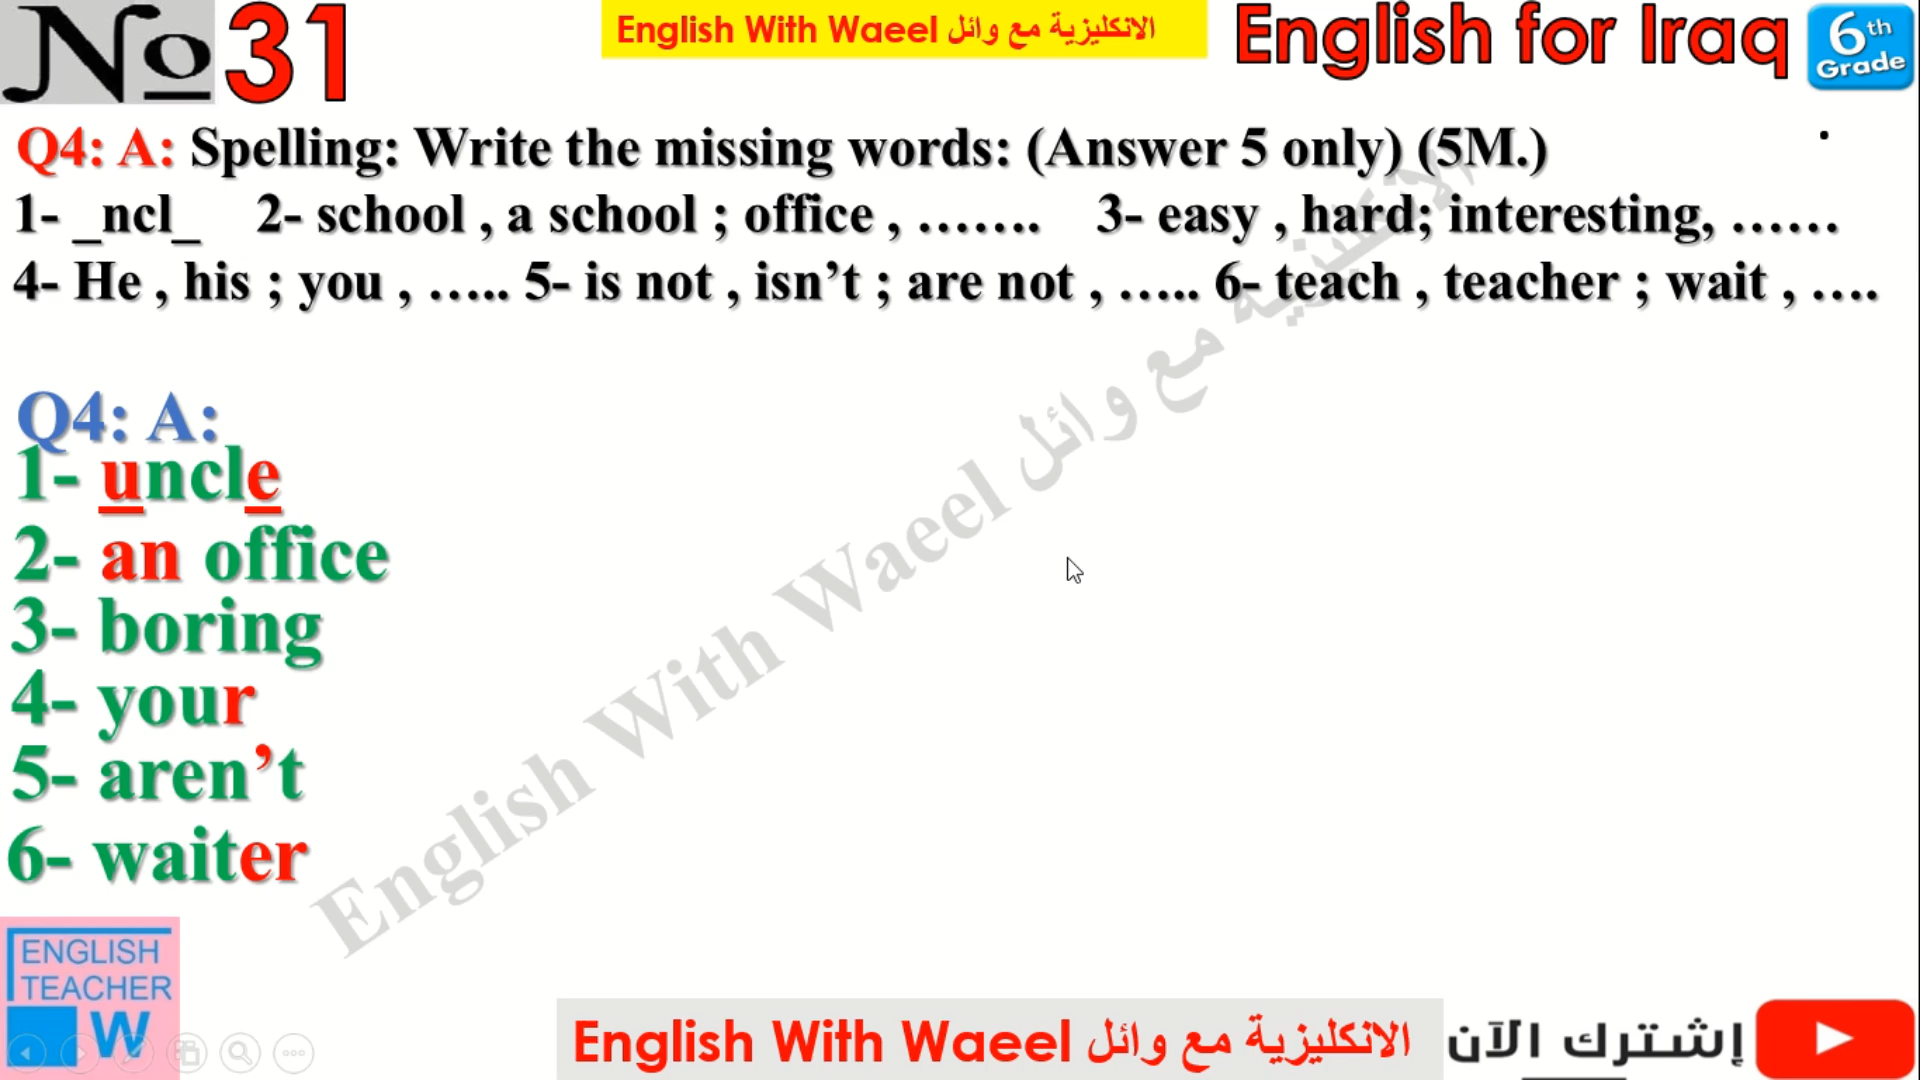 No 31
English With Waeel الانكليزية مع وائل
English for Iraq
6th
Grade
Q4: A: Spelling: Write the missing words: (Answer 5 only) (5M.)
1- _ncl_ 2- school , a school ; office , ……. 3- easy , hard; interesting, ……
4- He , his ; you , ….. 5- is not , isn’t ; are not , ….. 6- teach , teacher ; wait , ….
Q4: A:
1- uncle
2- an office
3- boring
4- your
5- aren’t
6- waiter
English With Waeel الانكليزية مع وائل
ENGLISH
TEACHER
W
English With Waeel الانكليزية مع وائل
إشترك الآن